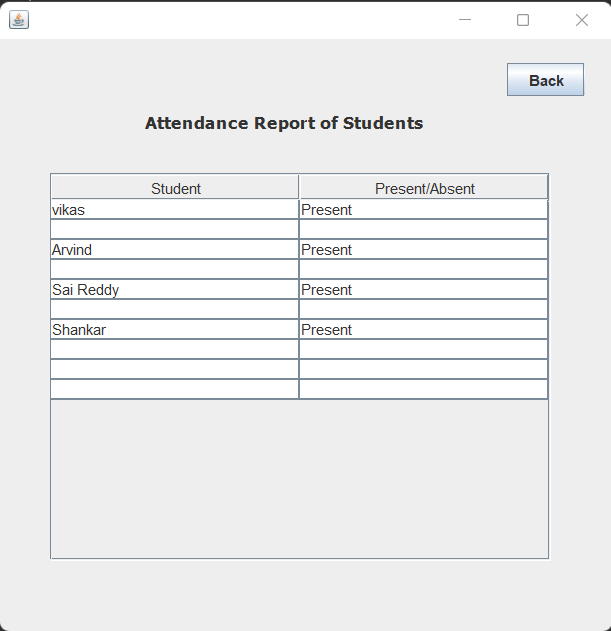 Back
Attendance Report of Students
Student Present/Absent
vikas Present
Arvind Present
Sai Reddy Present
Shankar Present